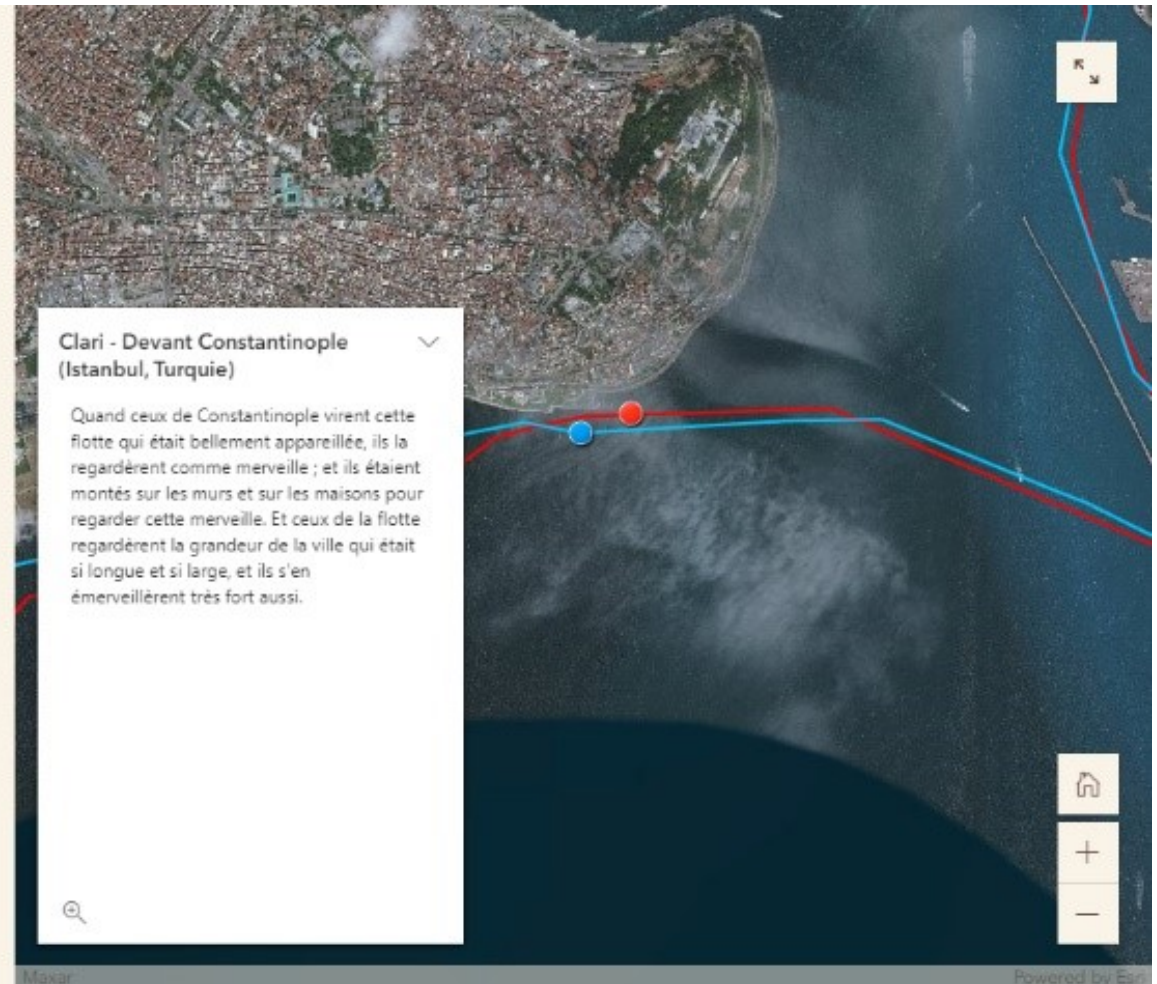 Clari - Devant Constantinople
(Istanbul, Turquie)
Quand ceux de Constantinople virent cette
flotte qui était bellement appareillée, ils la
regardèrent comme merveille ; et ils étaient
montés sur les murs et sur les maisons pour
regarder cette merveille. Et ceux de la flotte
regardèrent la grandeur de la ville qui était
si longue et si large, et ils s'en
émerveillèrent très fort aussi.
Maxar
Powered by Esri